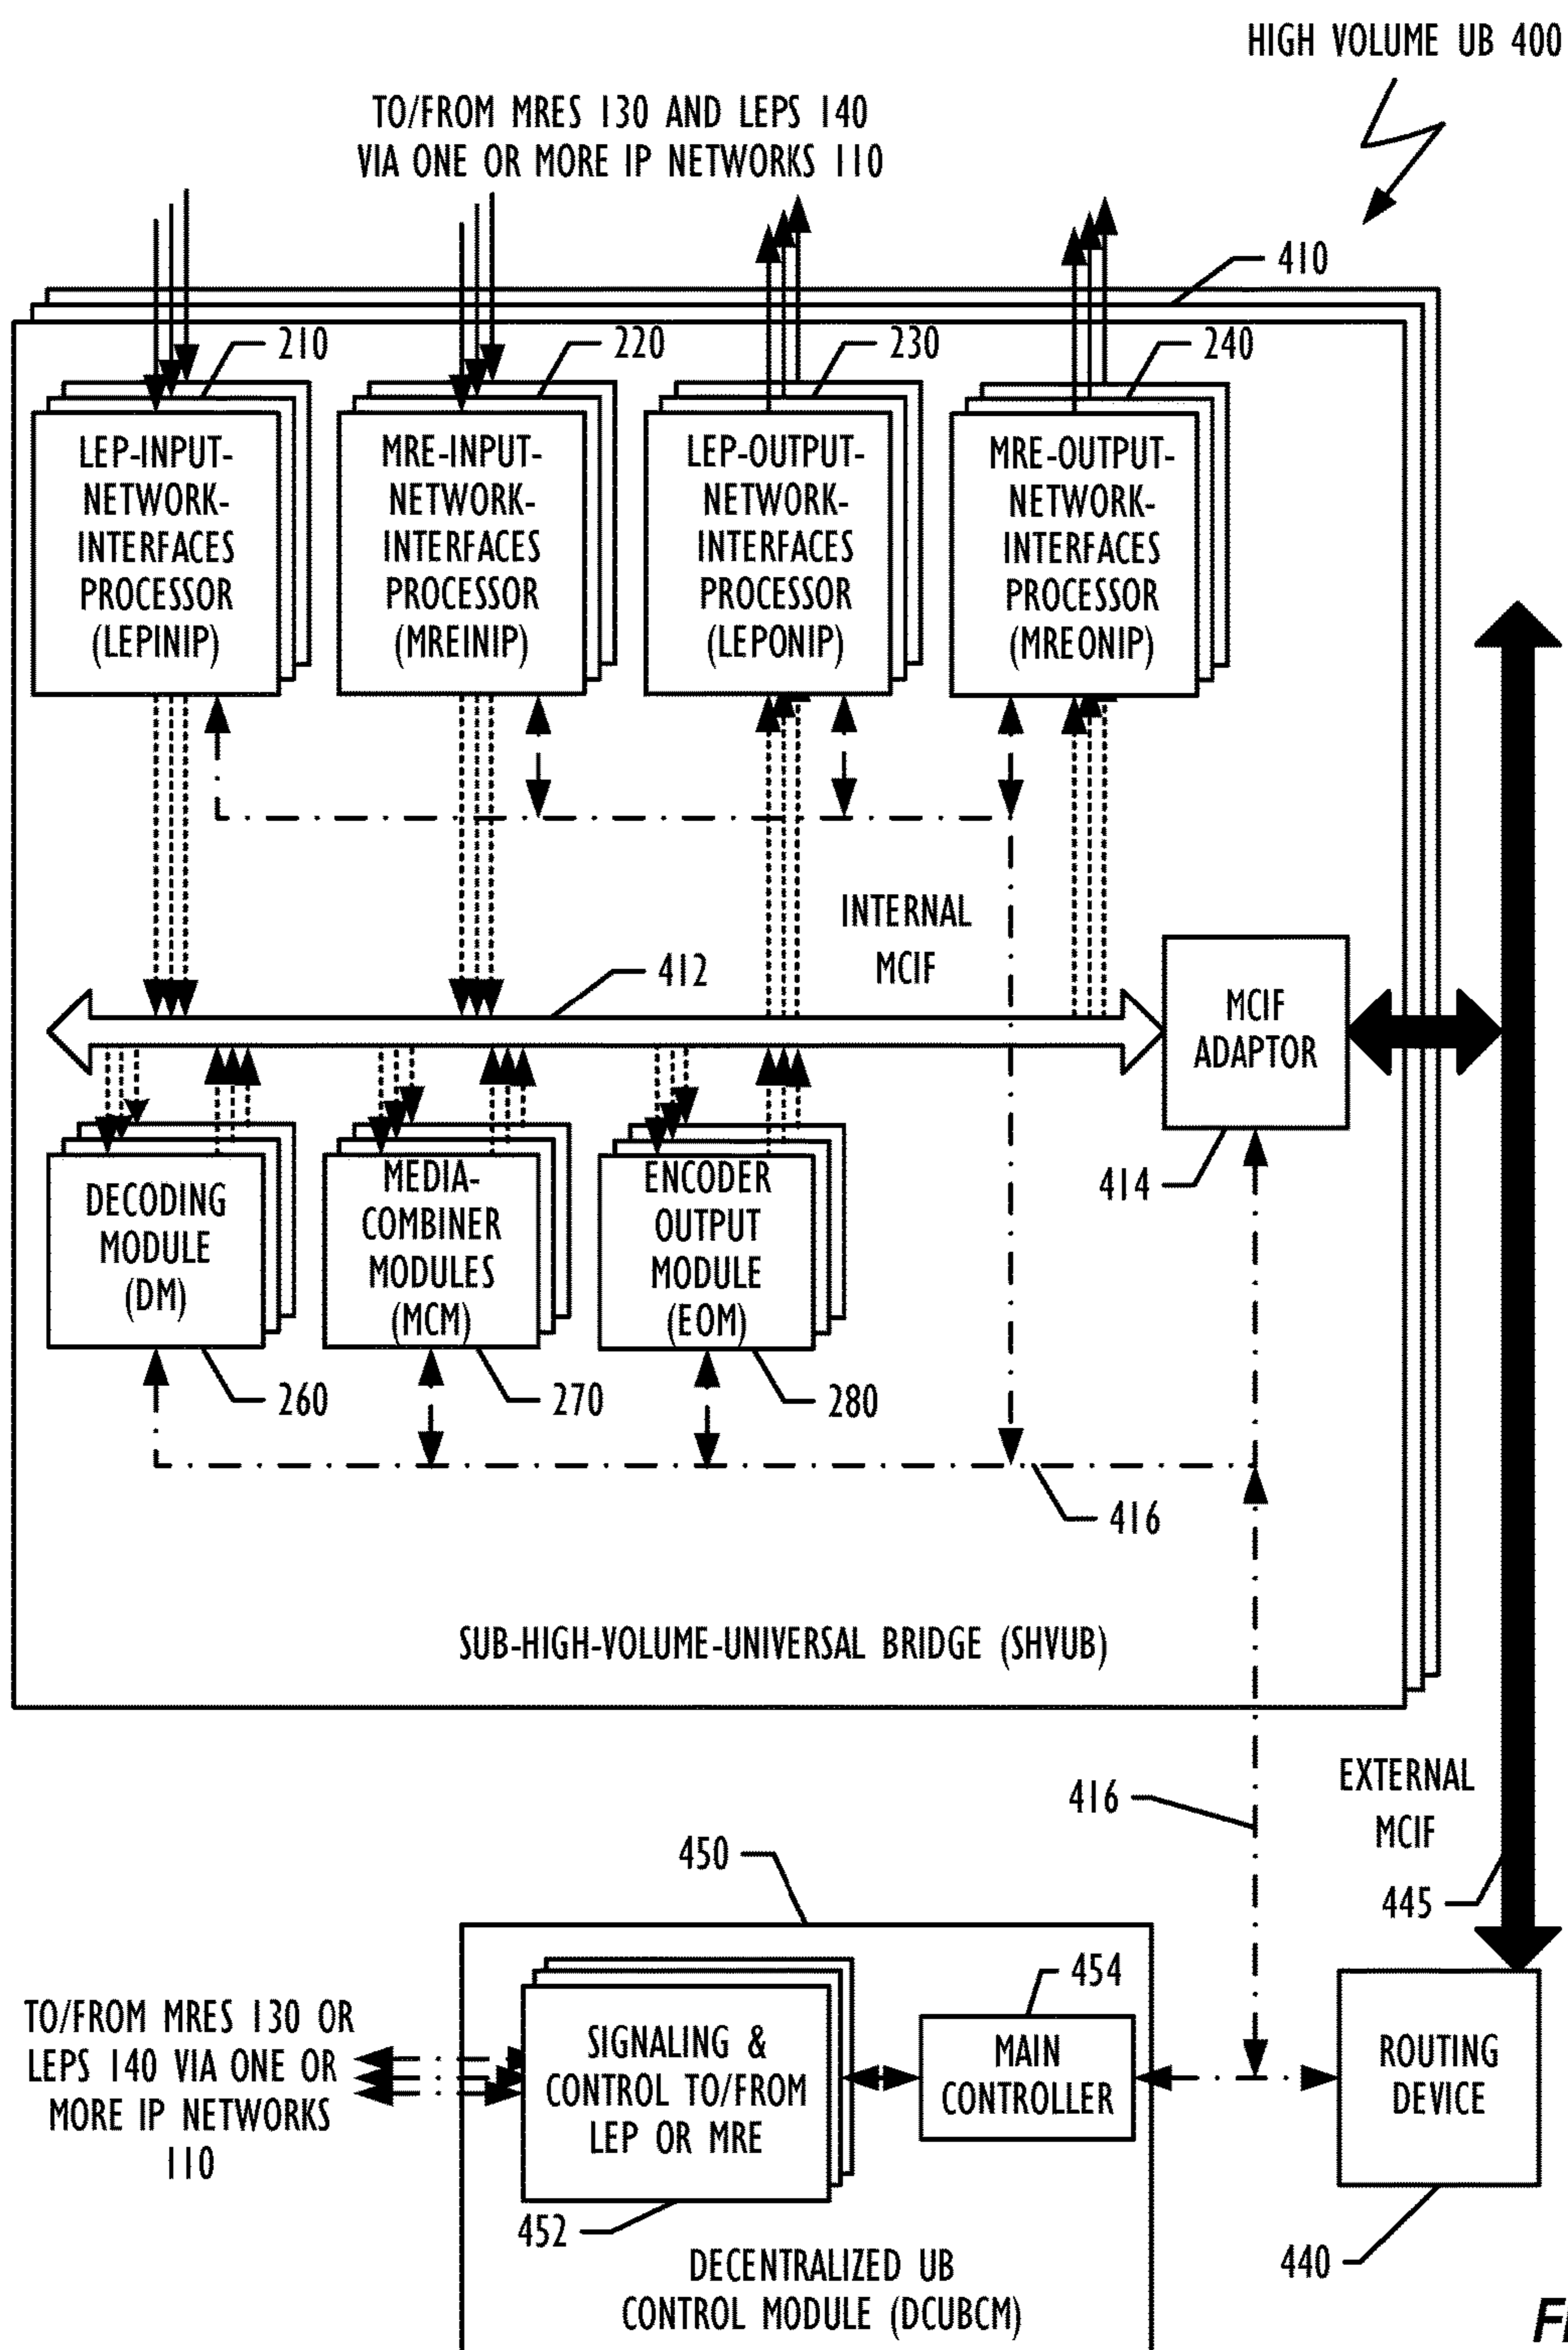 HIGH VOLUME UB 400
TO/FROM MRES 130 AND LEPS 140
VIA ONE OR MORE IP NETWORKS 110
410
210
220
230
240
LEP-INPUT-
NETWORK-
INTERFACES
PROCESSOR
(LEPINIP)
MRE-INPUT-
NETWORK-
INTERFACES
PROCESSOR
(MREINIP)
LEP-OUTPUT-
NETWORK-
INTERFACES
PROCESSOR
(LEPONIP)
MRE-OUTPUT-
NETWORK-
INTERFACES
PROCESSOR
(MREONIP)
INTERNAL
MCIF
412
MCIF
ADAPTOR
414
DECODING
MODULE
(DM)
MEDIA-
COMBINER
MODULES
(MCM)
ENCODER
OUTPUT
MODULE
(EOM)
260
270
280
416
SUB-HIGH-VOLUME-UNIVERSAL BRIDGE (SHVUB)
416
EXTERNAL
MCIF
445
450
454
TO/FROM MRES 130 OR
LEPS 140 VIA ONE OR
MORE IP NETWORKS
110
SIGNALING &
CONTROL TO/FROM
LEP OR MRE
MAIN
CONTROLLER
ROUTING
DEVICE
452
440
DECENTRALIZED UB
CONTROL MODULE (DCUBCM)